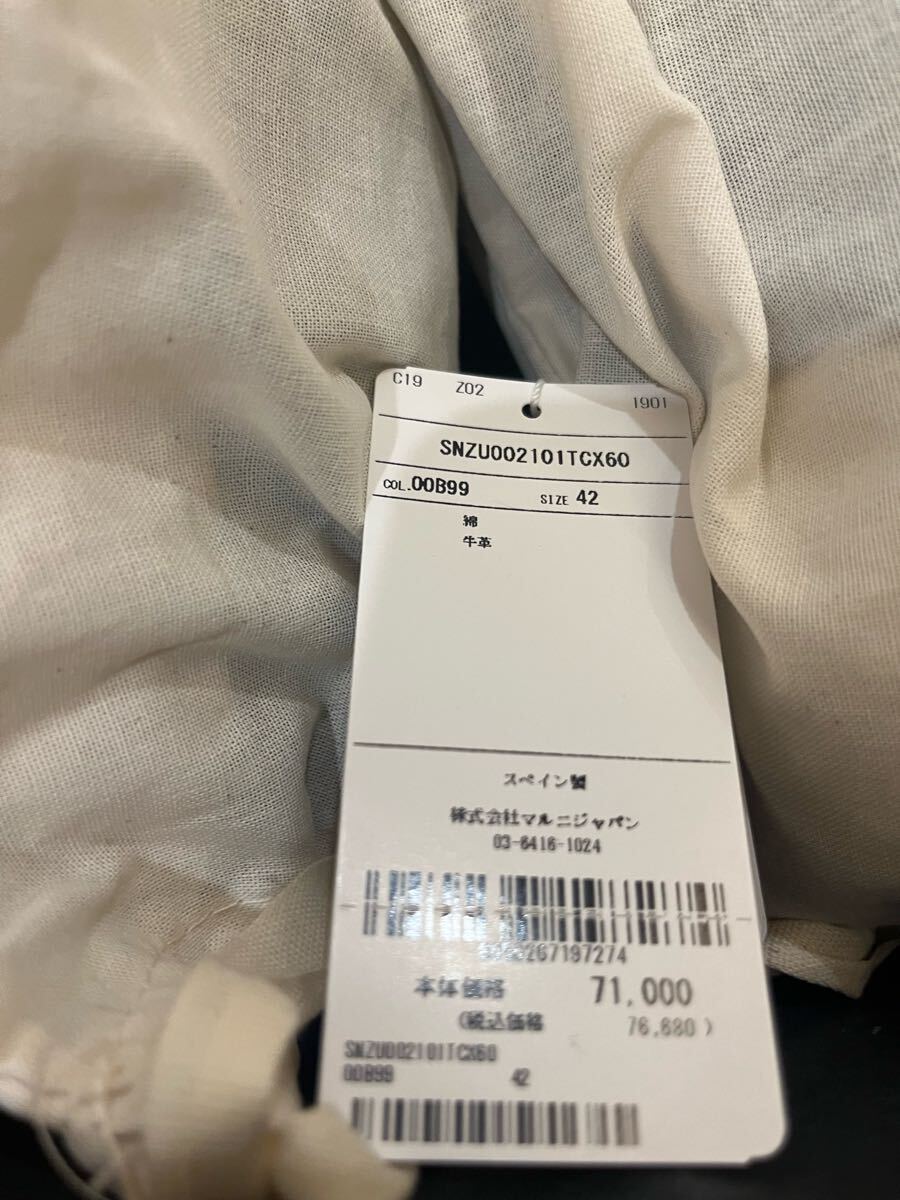 C19 Z02 1901
SNZU002101TCX60
COL.00B99 SIZE 42
綿
牛革
スペイン製
株式会社マルニジャパン
03-6416-1024
本体価格 71,000
(税込価格 76,680)
SNZU002101TCX60
00B99 42